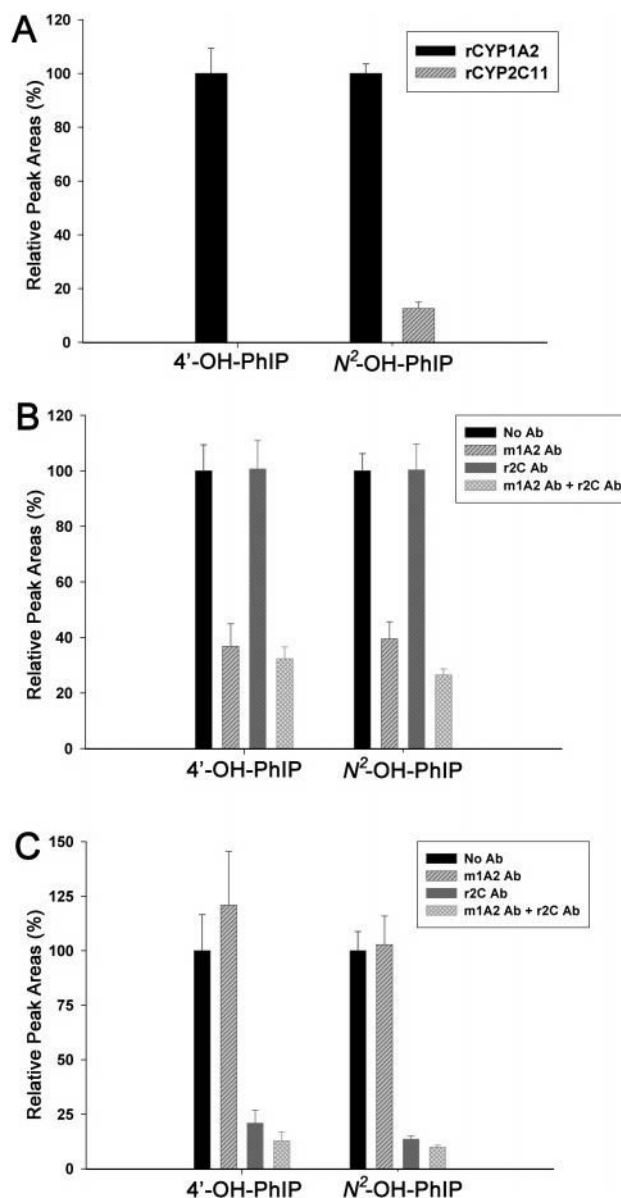 A
Relative Peak Areas (%)
120
100
80
60
40
20
0
rCYP1A2
rCYP2C11
4'-OH-PhIP
N²-OH-PhIP
B
Relative Peak Areas (%)
120
100
80
60
40
20
0
No Ab
m1A2 Ab
r2C Ab
m1A2 Ab + r2C Ab
4'-OH-PhIP
N²-OH-PhIP
C
Relative Peak Areas (%)
150
125
100
75
50
25
0
No Ab
m1A2 Ab
r2C Ab
m1A2 Ab + r2C Ab
4'-OH-PhIP
N²-OH-PhIP